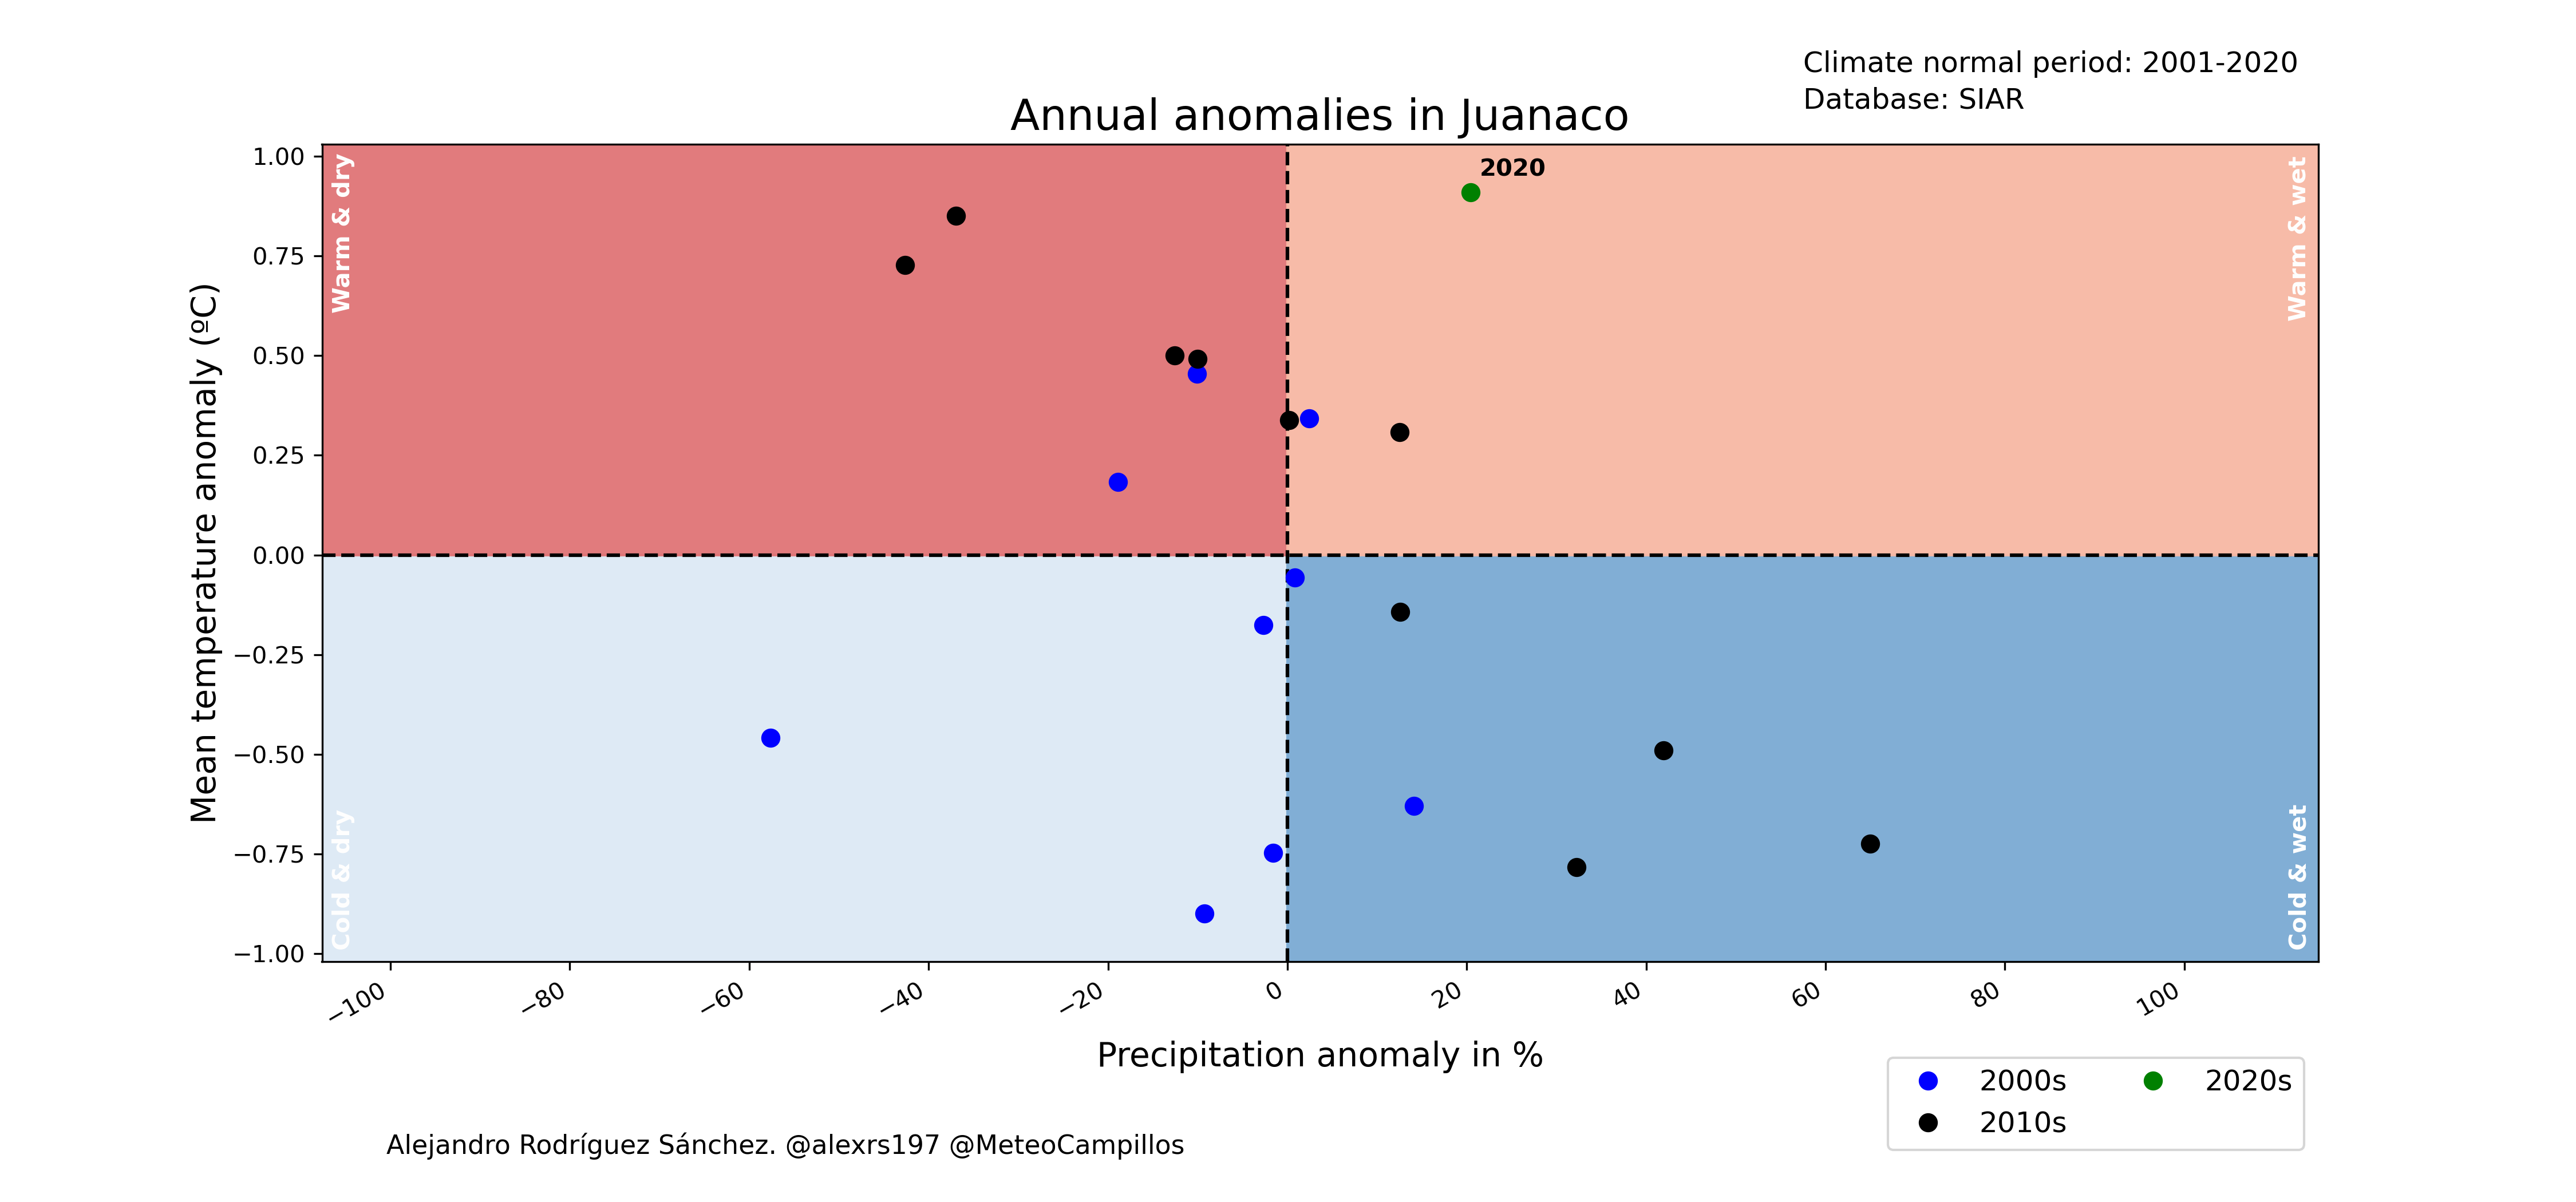 Climate normal period: 2001-2020
Database: SIAR
Annual anomalies in Juanaco
2020
Warm & dry
Warm & wet
Cold & dry
Cold & wet
Mean temperature anomaly (ºC)
1.00
0.75
0.50
0.25
0.00
−0.25
−0.50
−0.75
−1.00
−100
−80
−60
−40
−20
0
20
40
60
80
100
Precipitation anomaly in %
2000s
2010s
2020s
Alejandro Rodríguez Sánchez. @alexrs197 @MeteoCampillos